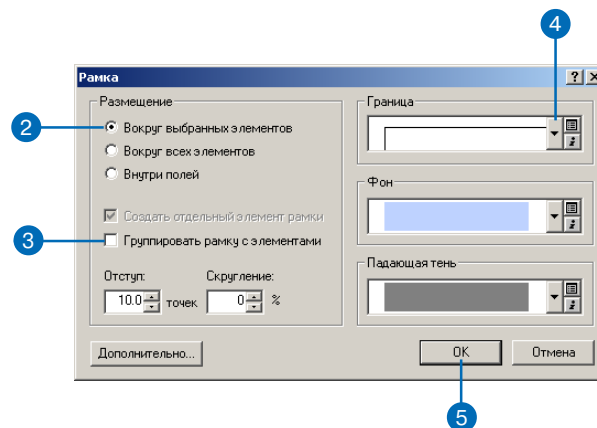 4
Рамка
Размещение
2
Вокруг выбранных элементов
Вокруг всех элементов
Внутри полей
Создать отдельный элемент рамки
3
Группировать рамку с элементами
Отступ:
Скругление:
10.0 точек
0 %
Дополнительно...
Граница
Фон
Падающая тень
OK
Отмена
5